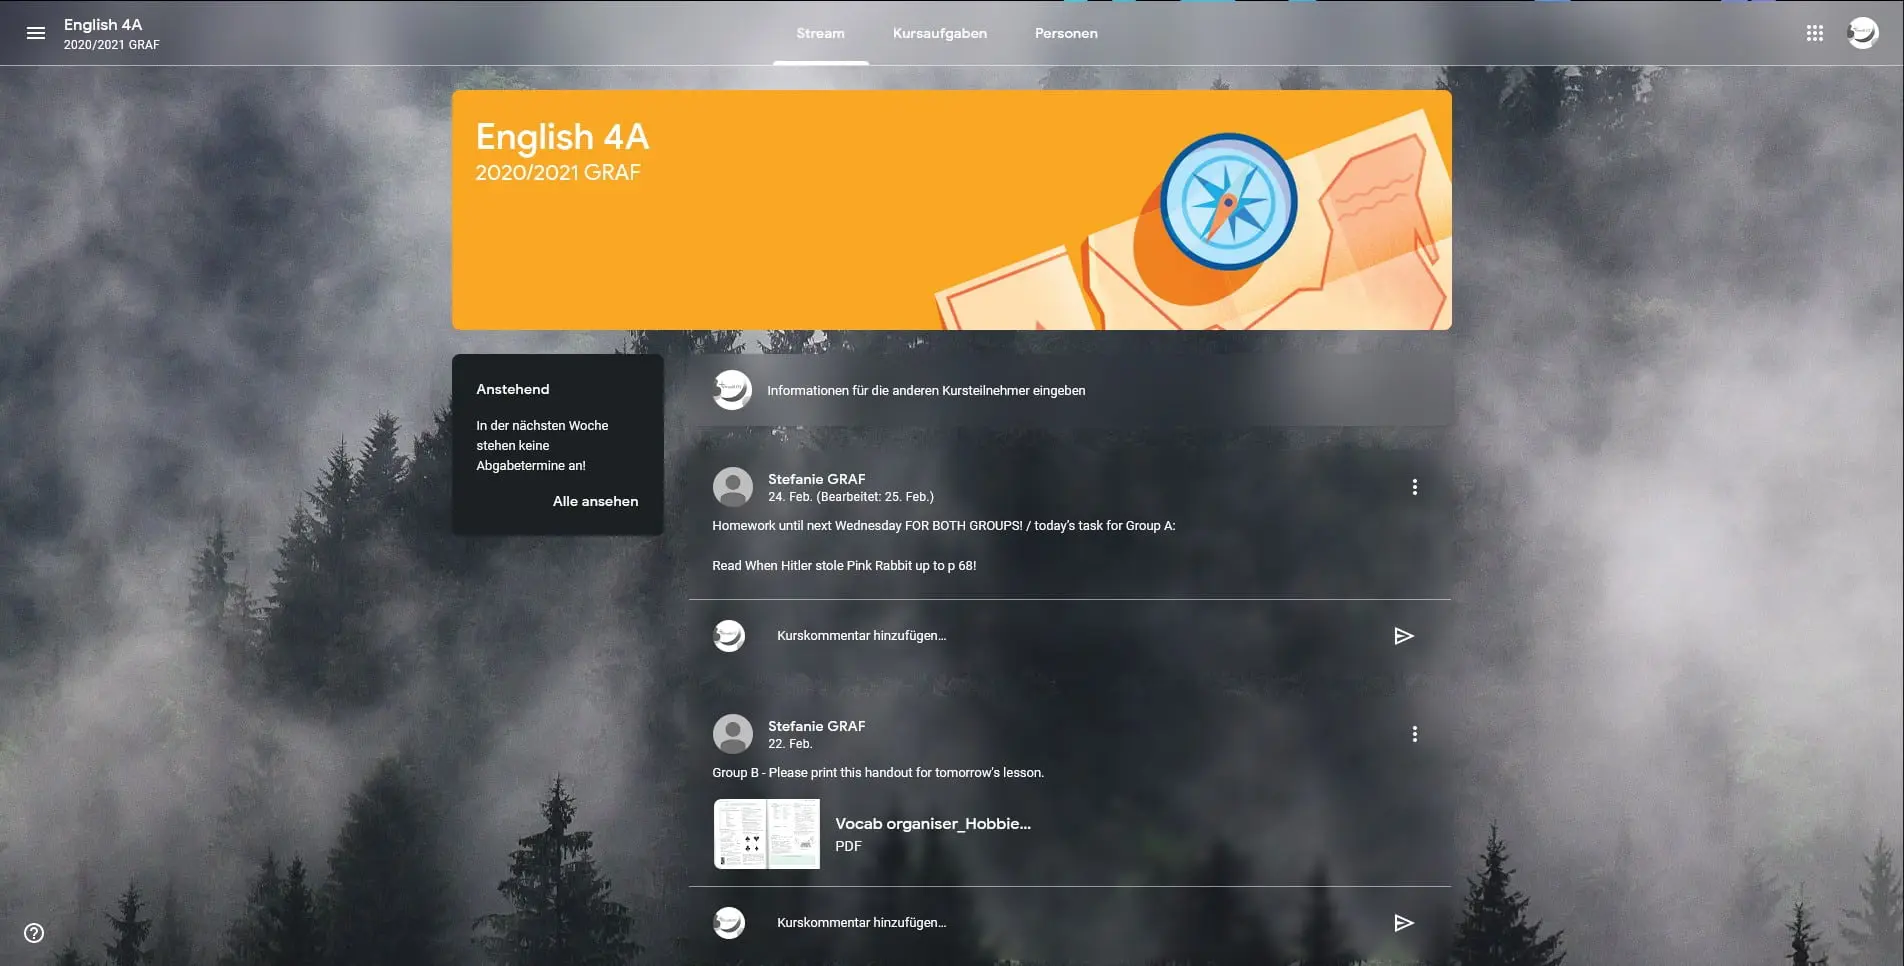 English 4A
2020/2021 GRAF
Stream
Kursaufgaben
Personen
English 4A
2020/2021 GRAF
Anstehend
In der nächsten Woche
stehen keine
Abgabetermine an!
Alle ansehen
Informationen für die anderen Kursteilnehmer eingeben
Stefanie GRAF
24. Feb. (Bearbeitet: 25. Feb.)
Homework until next Wednesday FOR BOTH GROUPS! / today's task for Group A:
Read When Hitler stole Pink Rabbit up to p 68!
Kurskommentar hinzufügen...
Stefanie GRAF
22. Feb.
Group B - Please print this handout for tomorrow's lesson.
Vocab organiser_Hobbie...
PDF
Kurskommentar hinzufügen...